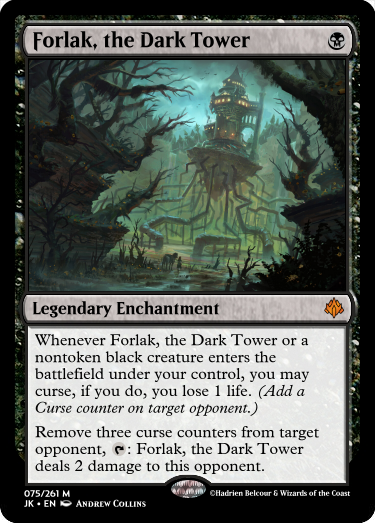 Forlak, the Dark Tower
Legendary Enchantment
Whenever Forlak, the Dark Tower or a
nontoken black creature enters the
battlefield under your control, you may
curse, if you do, you lose 1 life. (Add a
Curse counter on target opponent.)
Remove three curse counters from target
opponent, : Forlak, the Dark Tower
deals 2 damage to this opponent.
075/261 M
JK • EN Andrew Collins
©Hadrien Belcour & Wizards of the Coast